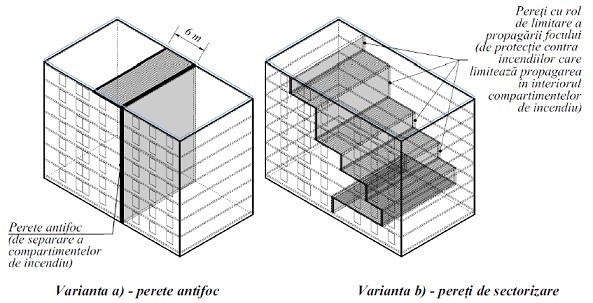 6 m
Pereți cu rol
de limitare a
propagării focului
(de protecție contra
incendiilor care
limitează propagarea
în interiorul
compartimentelor
de incendiu)
Perete antifoc
(de separare a
compartimentelor
de incendiu)
Varianta a) - perete antifoc
Varianta b) - pereți de sectorizare